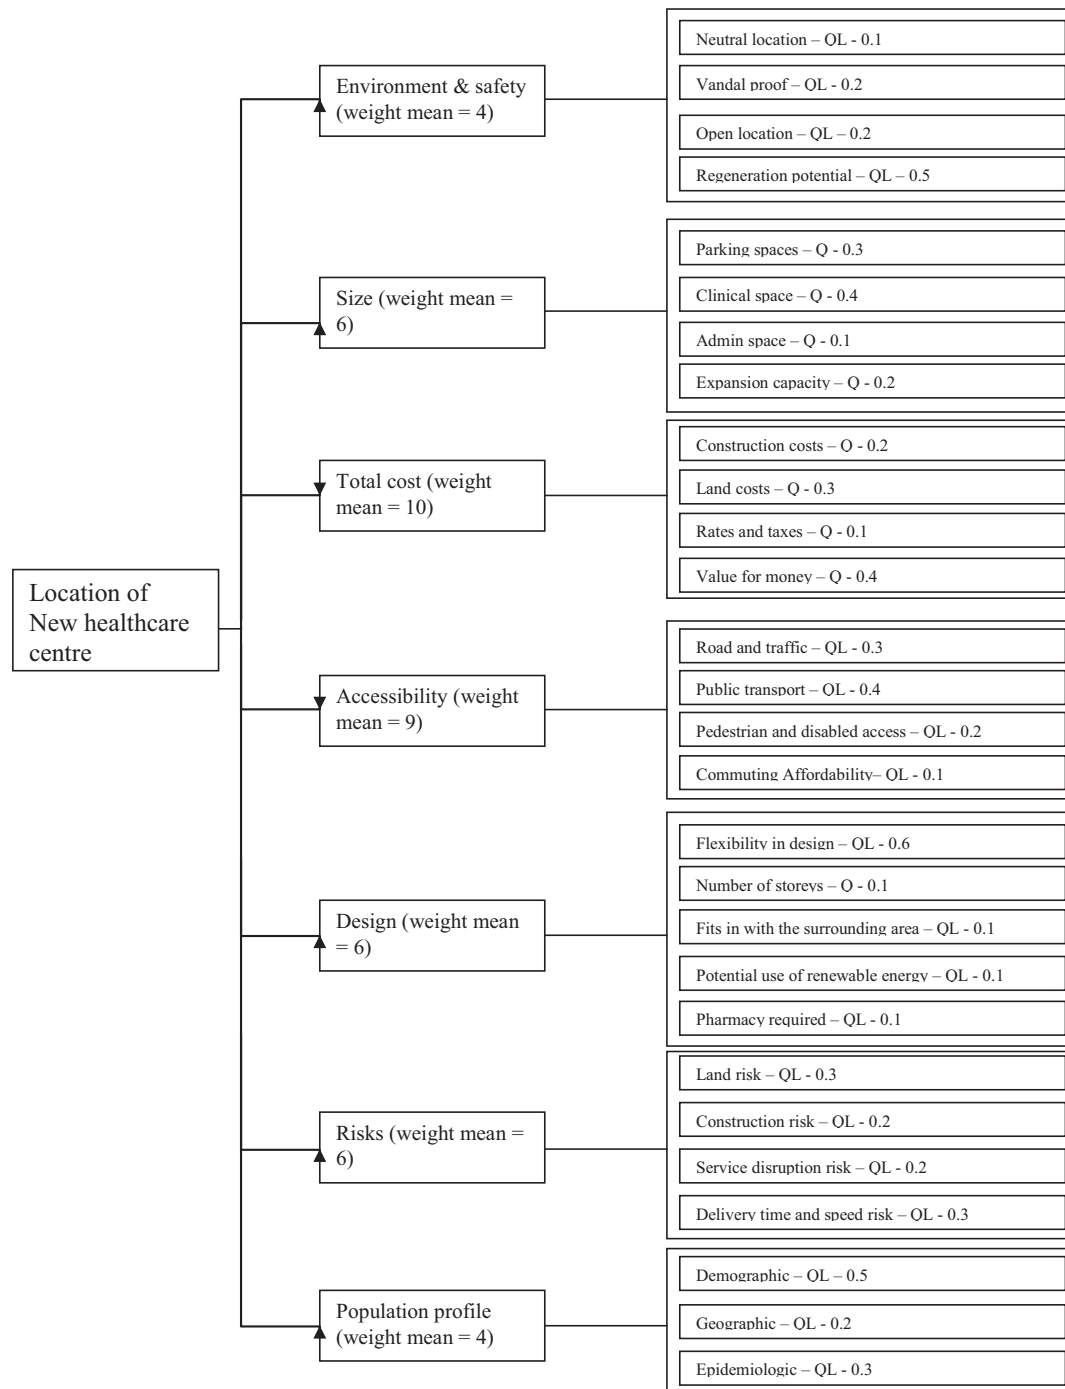 Neutral location – QL - 0.1
Environment & safety
(weight mean = 4)
Vandal proof – QL - 0.2
Open location – QL – 0.2
Regeneration potential – QL – 0.5
Parking spaces – Q - 0.3
Size (weight mean =
6)
Clinical space – Q - 0.4
Admin space – Q - 0.1
Expansion capacity – Q - 0.2
Construction costs – Q - 0.2
Total cost (weight
mean = 10)
Land costs – Q - 0.3
Rates and taxes – Q - 0.1
Value for money – Q - 0.4
Location of
New healthcare
centre
Road and traffic – QL - 0.3
Accessibility (weight
mean = 9)
Public transport – QL - 0.4
Pedestrian and disabled access – QL - 0.2
Commuting Affordability– QL - 0.1
Flexibility in design – QL - 0.6
Number of storeys – Q - 0.1
Design (weight mean
= 6)
Fits in with the surrounding area – QL - 0.1
Potential use of renewable energy – QL - 0.1
Pharmacy required – QL - 0.1
Land risk – QL - 0.3
Risks (weight mean =
6)
Construction risk – QL - 0.2
Service disruption risk – QL - 0.2
Delivery time and speed risk – QL - 0.3
Demographic – QL – 0.5
Population profile
(weight mean = 4)
Geographic – QL - 0.2
Epidemiologic – QL - 0.3